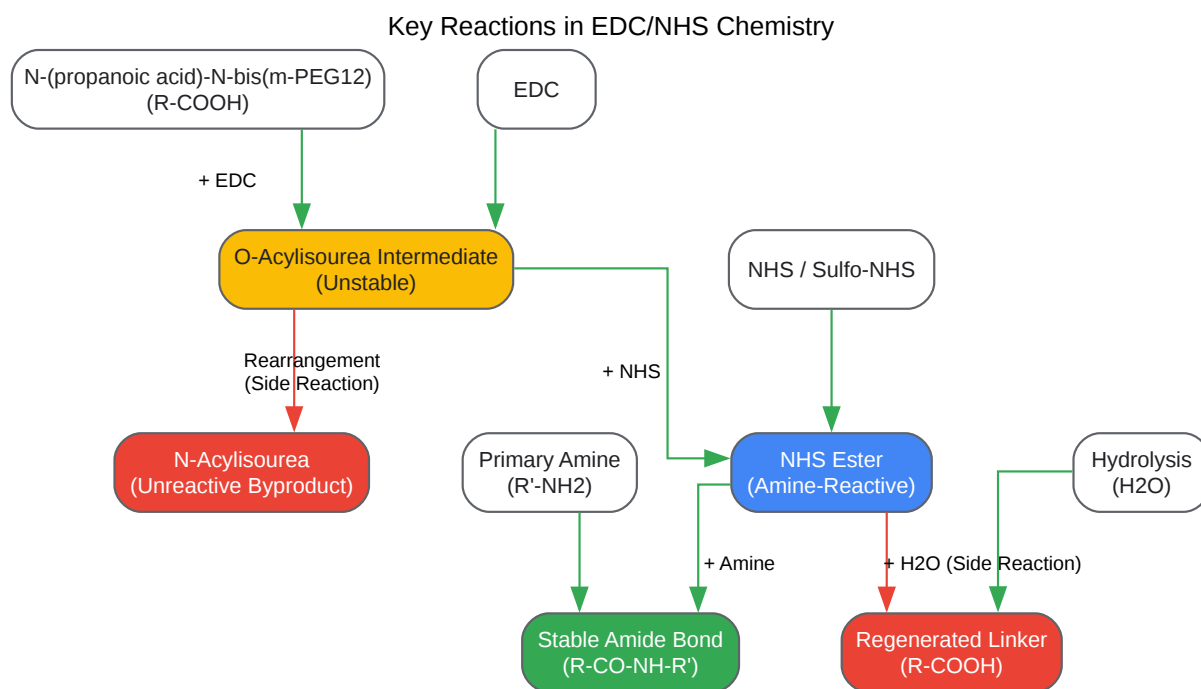 Key Reactions in EDC/NHS Chemistry
N-(propanoic acid)-N-bis(m-PEG12)
(R-COOH)
EDC
+ EDC
O-Acylisourea Intermediate
(Unstable)
NHS / Sulfo-NHS
Rearrangement
(Side Reaction)
+ NHS
N-Acylisourea
(Unreactive Byproduct)
Primary Amine
(R'-NH2)
NHS Ester
(Amine-Reactive)
Hydrolysis
(H2O)
+ Amine
+ H2O (Side Reaction)
Stable Amide Bond
(R-CO-NH-R')
Regenerated Linker
(R-COOH)